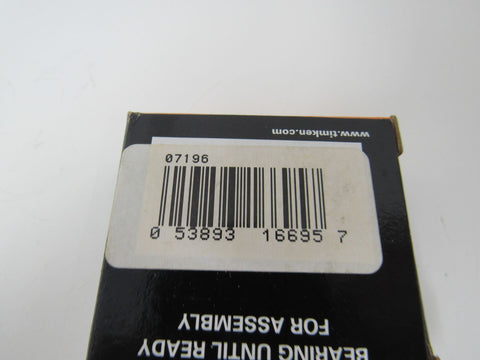 www.timken.com
07196
0 53893 16695 7
BEARING UNTIL READY
FOR ASSEMBLY